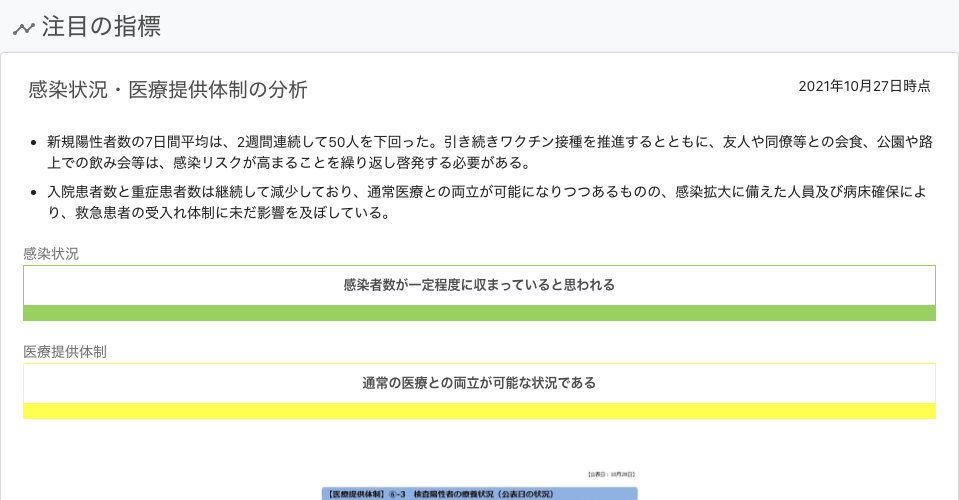 注目の指標
感染状況・医療提供体制の分析
2021年10月27日時点
新規陽性者数の7日間平均は、2週間連続して50人を下回った。引き続きワクチン接種を推進するとともに、友人や同僚等との会食、公園や路
上での飲み会等は、感染リスクが高まることを繰り返し啓発する必要がある。
入院患者数と重症患者数は継続して減少しており、通常医療との両立が可能になりつつあるものの、感染拡大に備えた人員及び病床確保によ
り、救急患者の受入れ体制に未だ影響を及ぼしている。
感染状況
感染者数が一定程度に収まっていると思われる
医療提供体制
通常の医療との両立が可能な状況である
【公表日：10月28日】
【医療提供体制】⑥-3　検査陽性者の療養状況（公表日の状況）